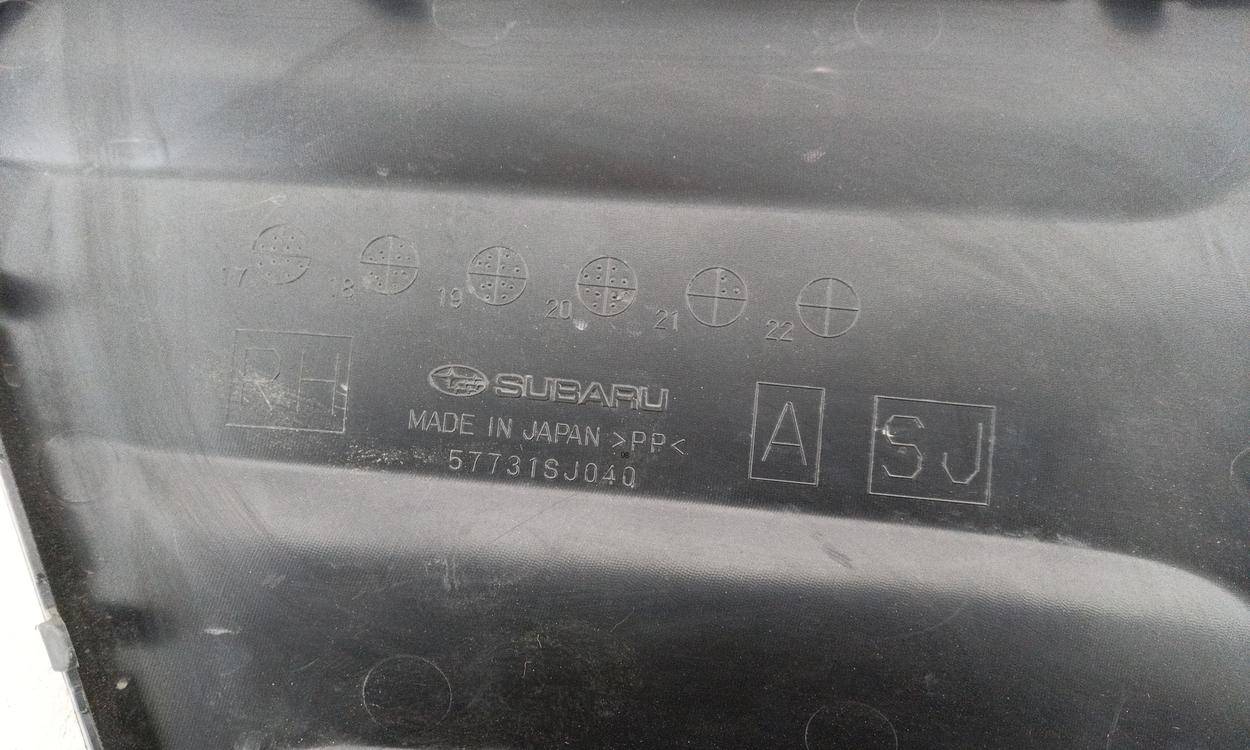 17 18 19 20 21 22
RH
SUBARU
MADE IN JAPAN >PP<
57731SJ040
A
SJ